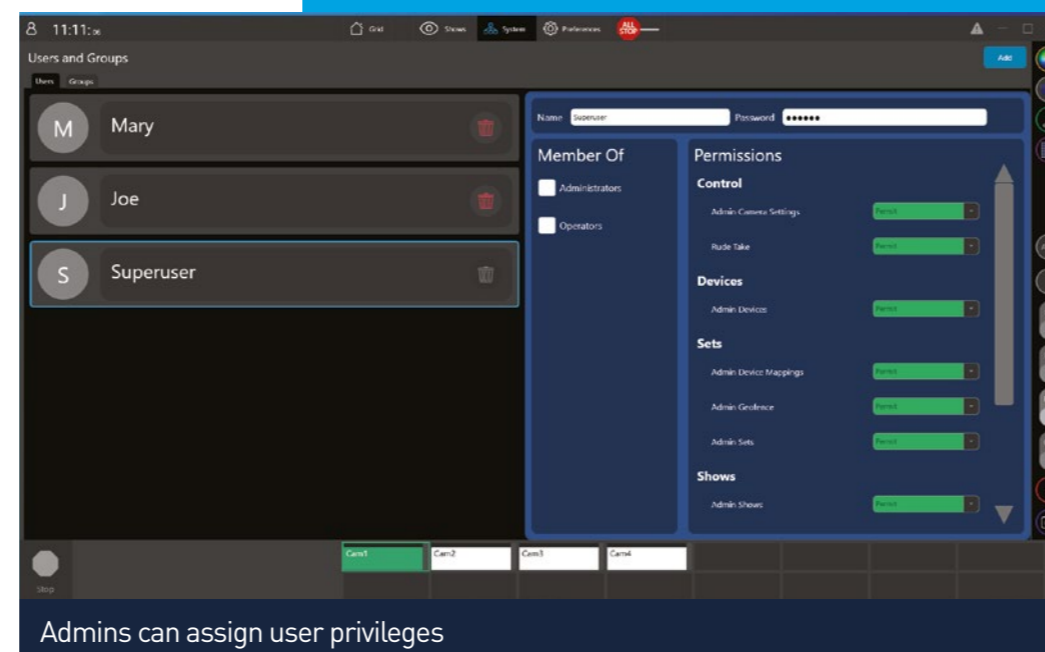 11:11:
Grid Shows System Preferences ALL STOP
Users and Groups
Add
Users Groups
M Mary
J Joe
S Superuser
Name Superuser Password ●●●●●●
Member Of
Administrators
Operators
Permissions
Control
Admin Camera Settings Permit
Rude Take Permit
Devices
Admin Devices Permit
Sets
Admin Device Mappings Permit
Admin Geofence Permit
Admin Sets Permit
Shows
Admin Shows Permit
Cam1 Cam2 Cam3 Cam4
Stop
Admins can assign user privileges